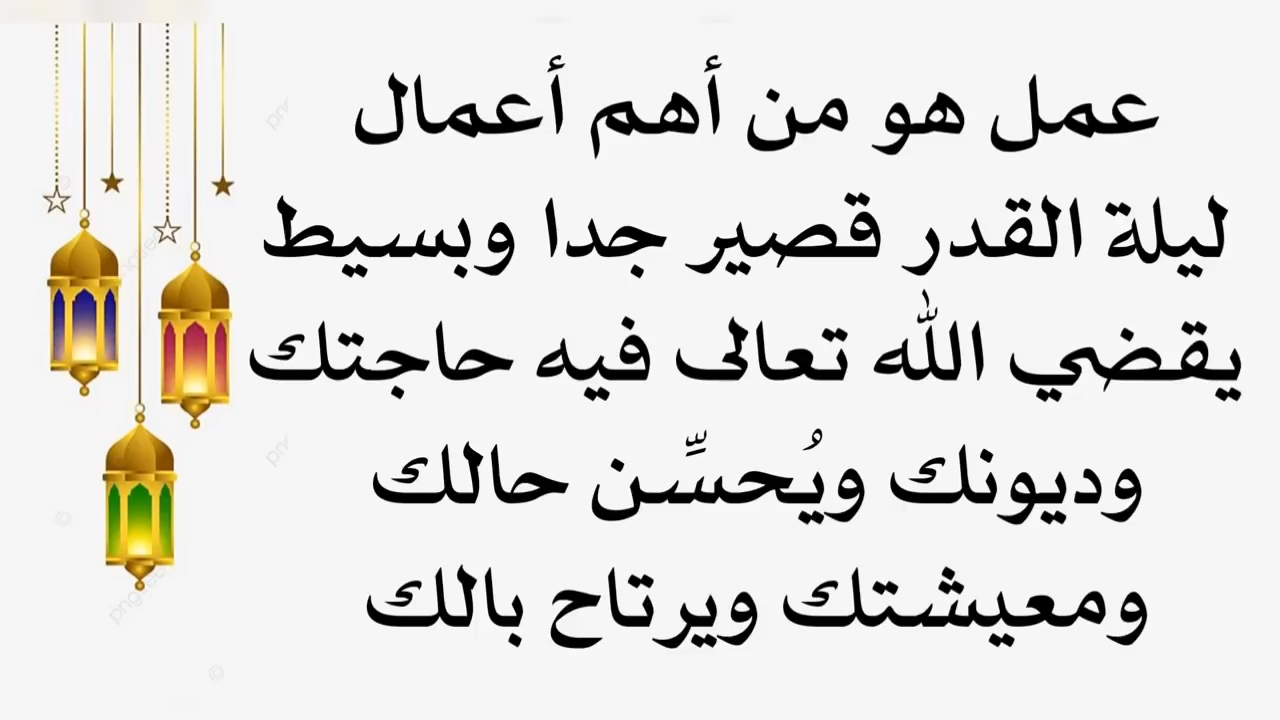 عمل هو من أهم أعمال
ليلة القدر قصير جدا وبسيط
يقضي الله تعالى فيه حاجتك
وديونك ويُحسِّن حالك
ومعيشتك ويرتاح بالك